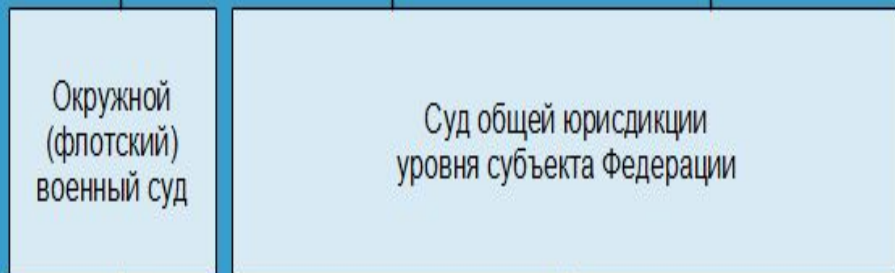 Окружной
(флотский)
военный суд
Суд общей юрисдикции
уровня субъекта Федерации